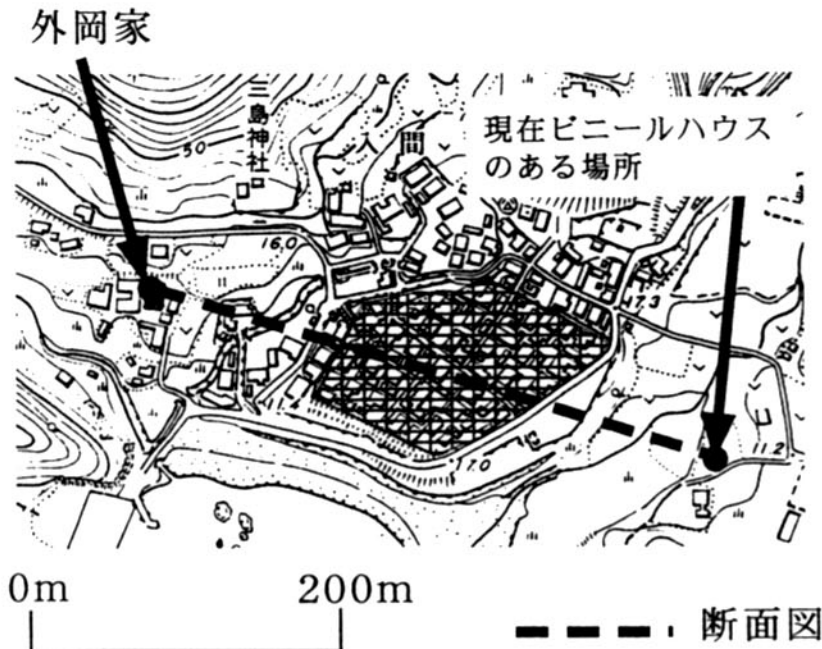 外岡家
三島神社
入間
現在ビニールハウス
のある場所
50
16.0
17.3
11.2
17.0
0m
200m
断面図